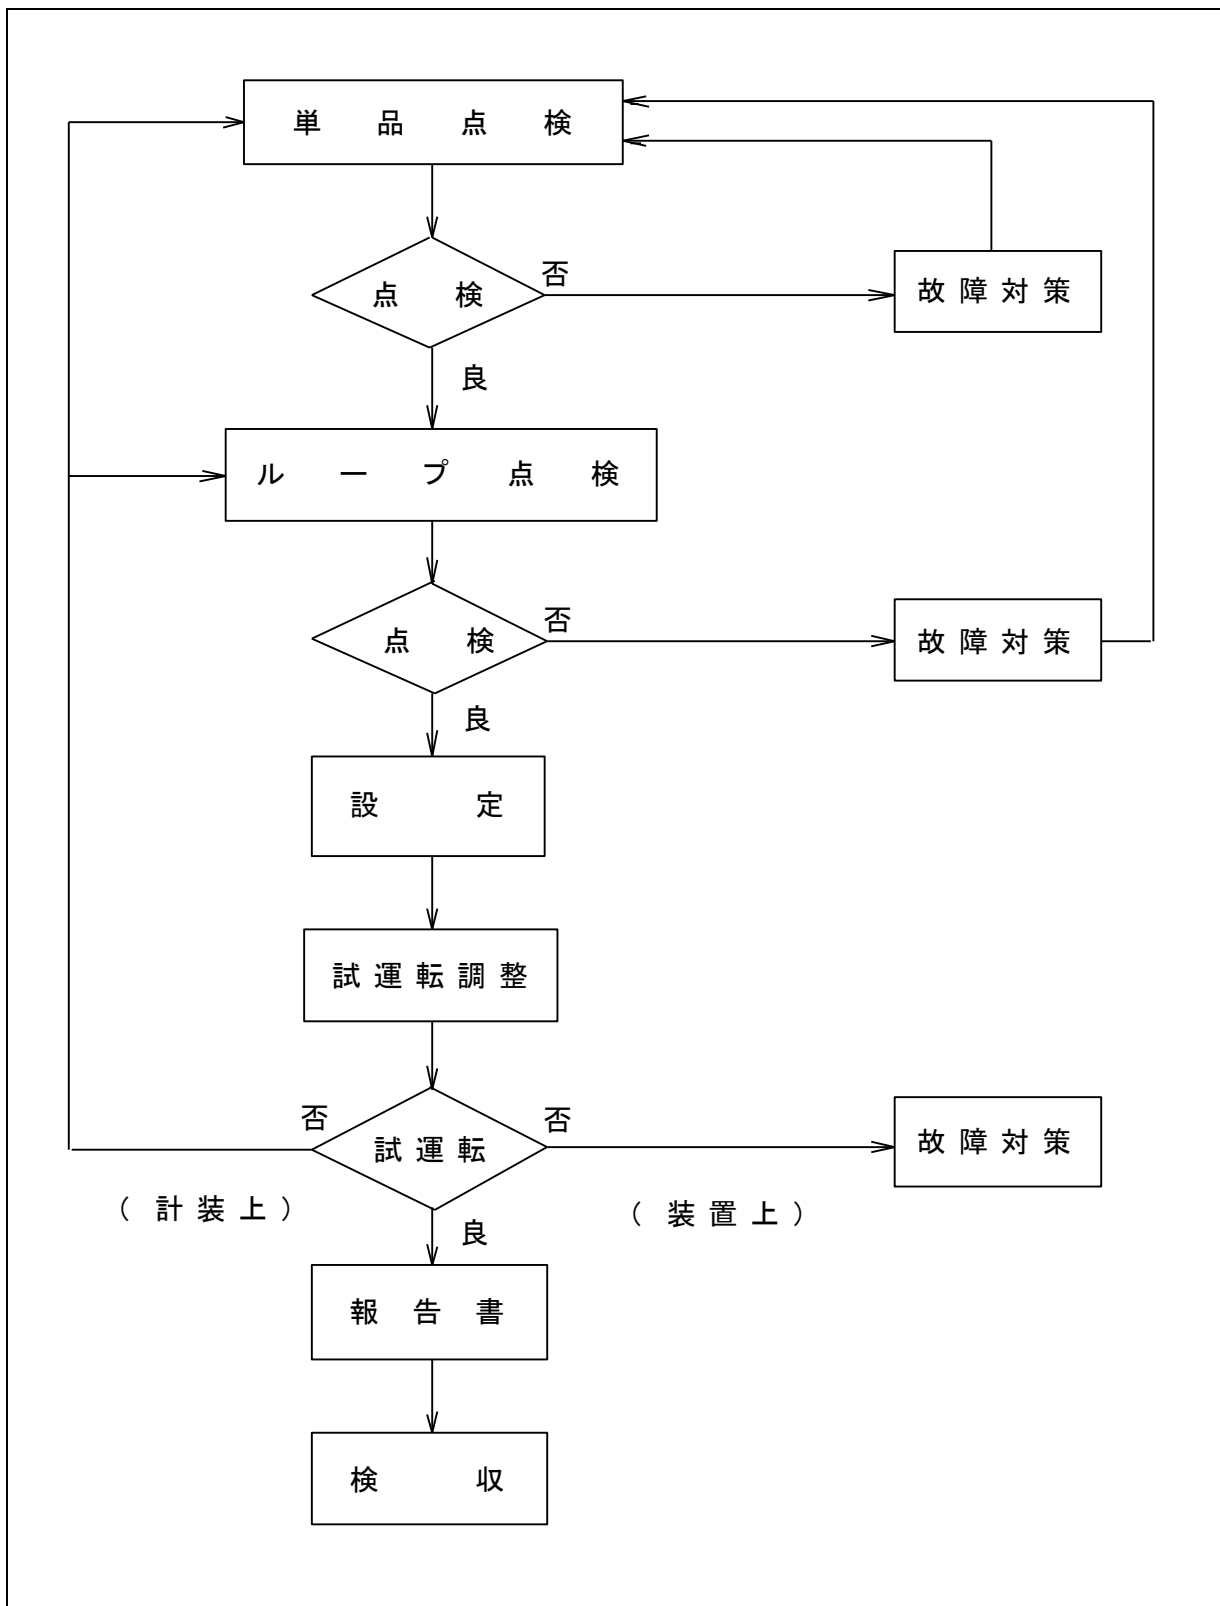 単品点検
否
点検
故障対策
良
ループ点検
否
点検
故障対策
良
設定
試運転調整
否
否
試運転
故障対策
(計装上)
(装置上)
良
報告書
検収